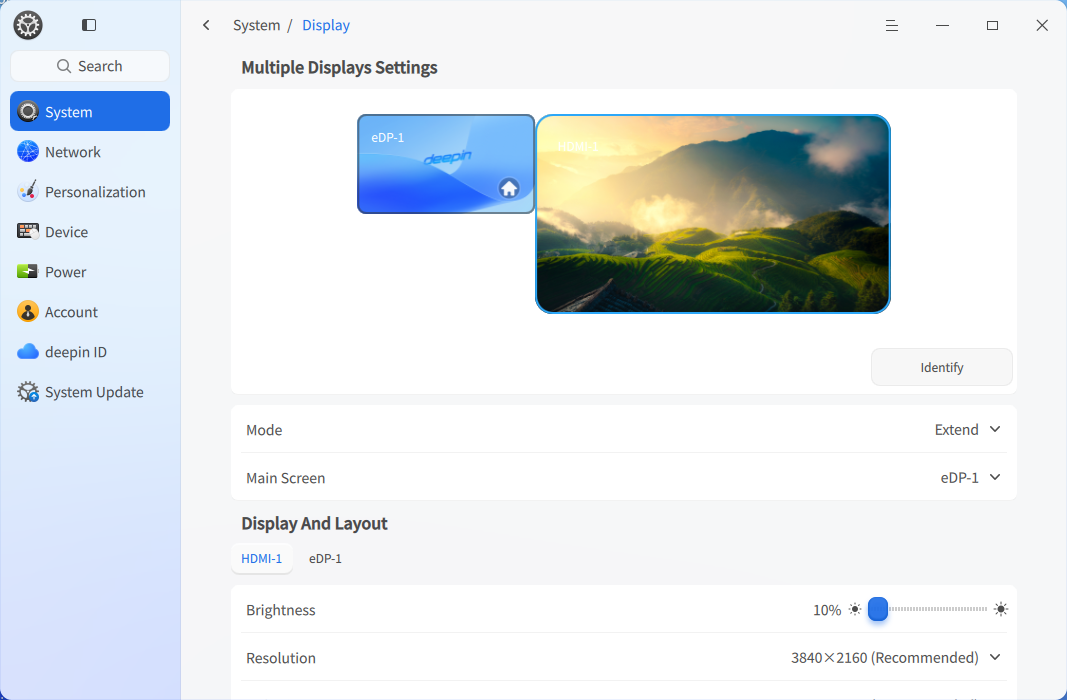 System / Display
Search
System
Network
Personalization
Device
Power
Account
deepin ID
System Update
Multiple Displays Settings
eDP-1
deepin
HDMI-1
Identify
Mode
Extend
Main Screen
eDP-1
Display And Layout
HDMI-1
eDP-1
Brightness
10%
Resolution
3840×2160 (Recommended)